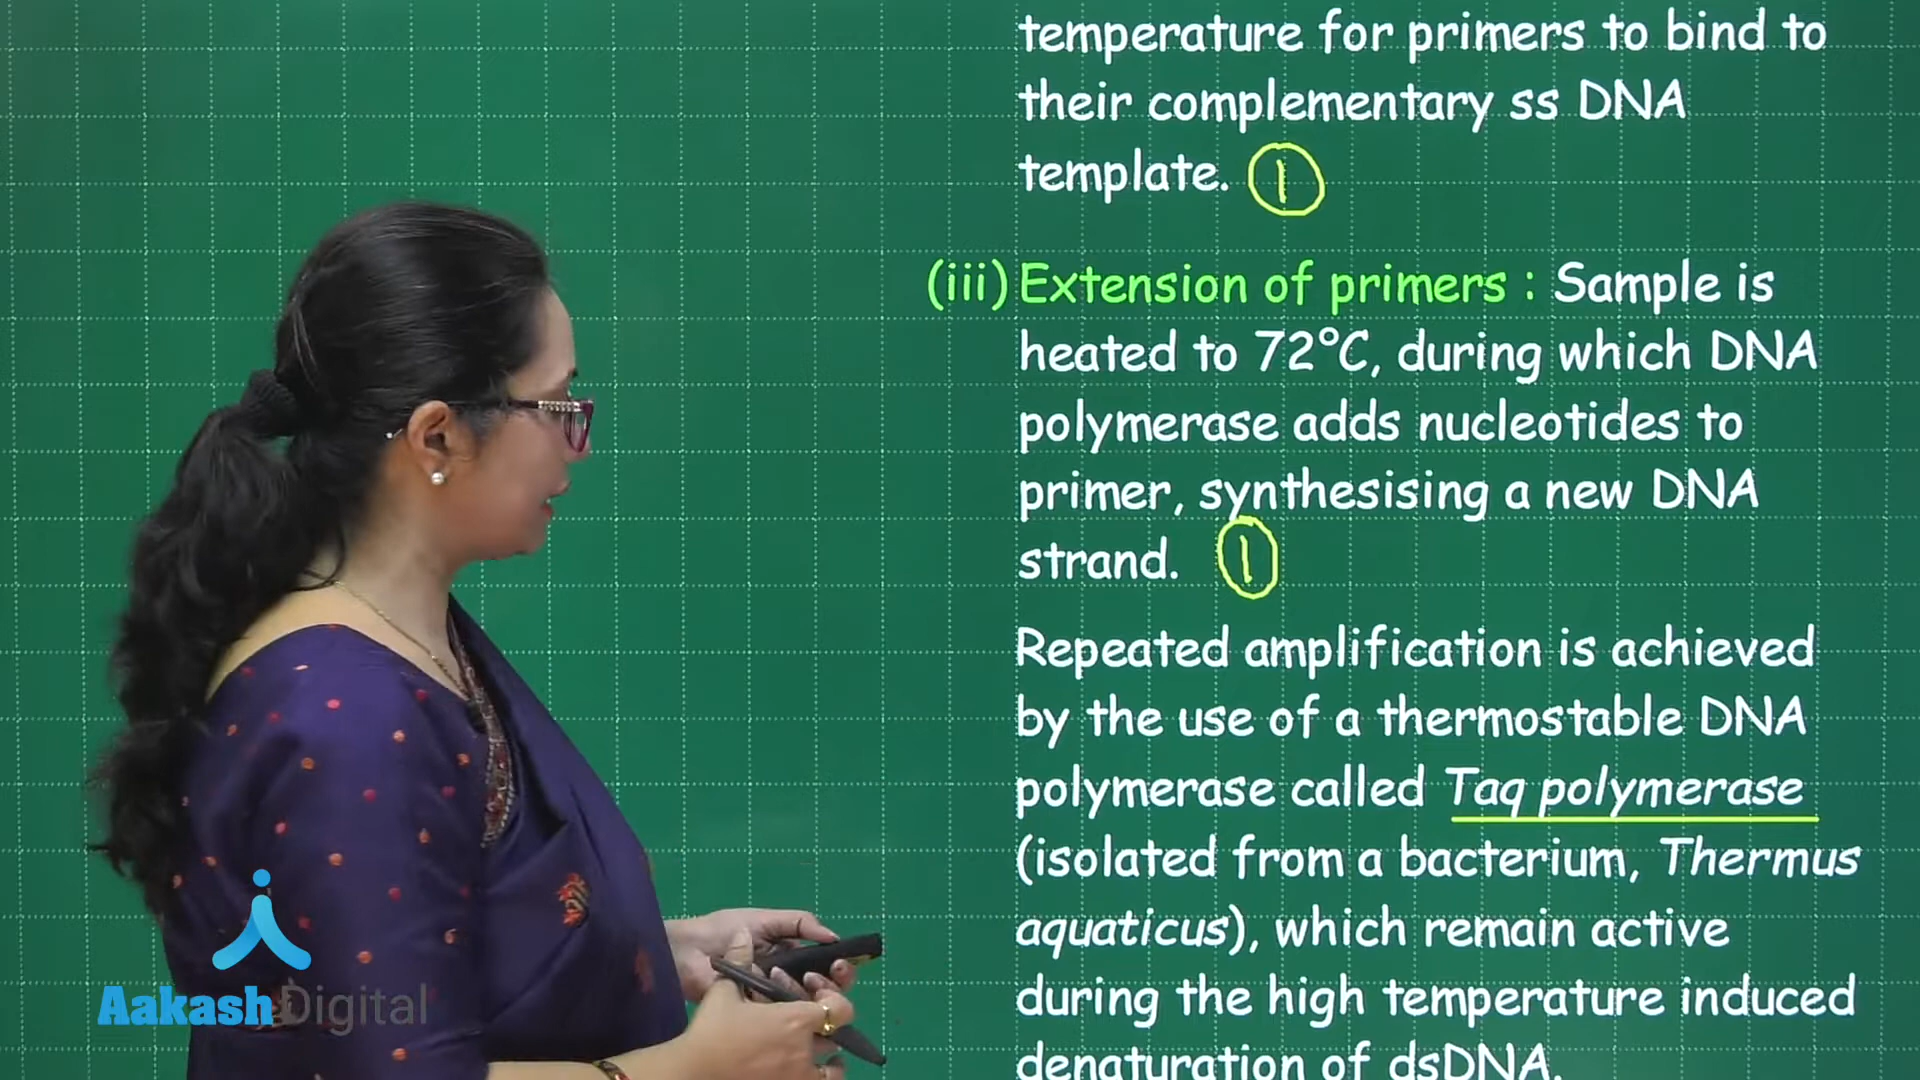 temperature for primers to bind to
their complementary ss DNA
template. 1
(iii) Extension of primers : Sample is
heated to 72°C, during which DNA
polymerase adds nucleotides to
primer, synthesising a new DNA
strand. 1
Repeated amplification is achieved
by the use of a thermostable DNA
polymerase called Taq polymerase
(isolated from a bacterium, Thermus
aquaticus), which remain active
during the high temperature induced
denaturation of dsDNA.
Aakash Digital